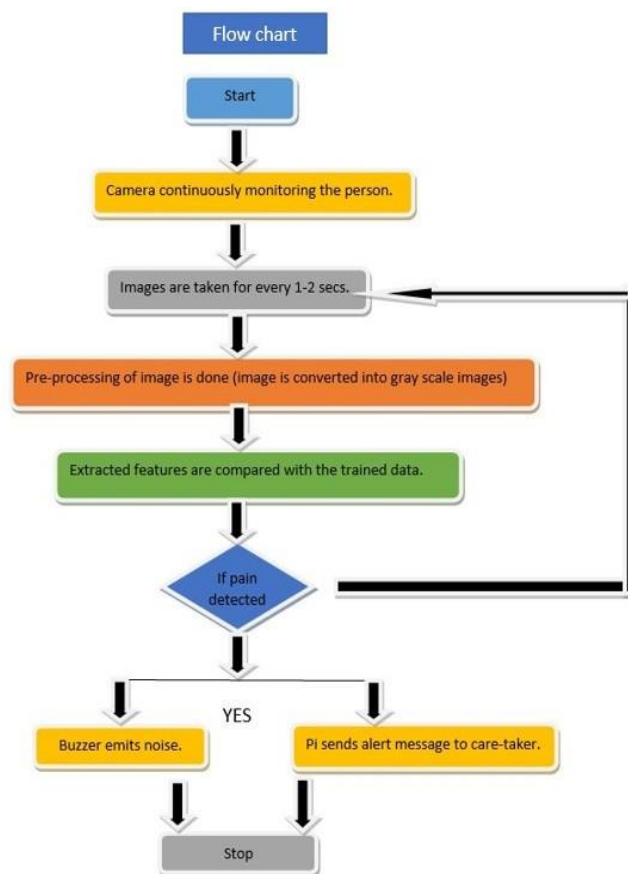 Flow chart
Start
Camera continuously monitoring the person.
Images are taken for every 1-2 secs.
Pre-processing of image is done (image is converted into gray scale images)
Extracted features are compared with the trained data.
If pain
detected
YES
Buzzer emits noise.
Pi sends alert message to care-taker.
Stop